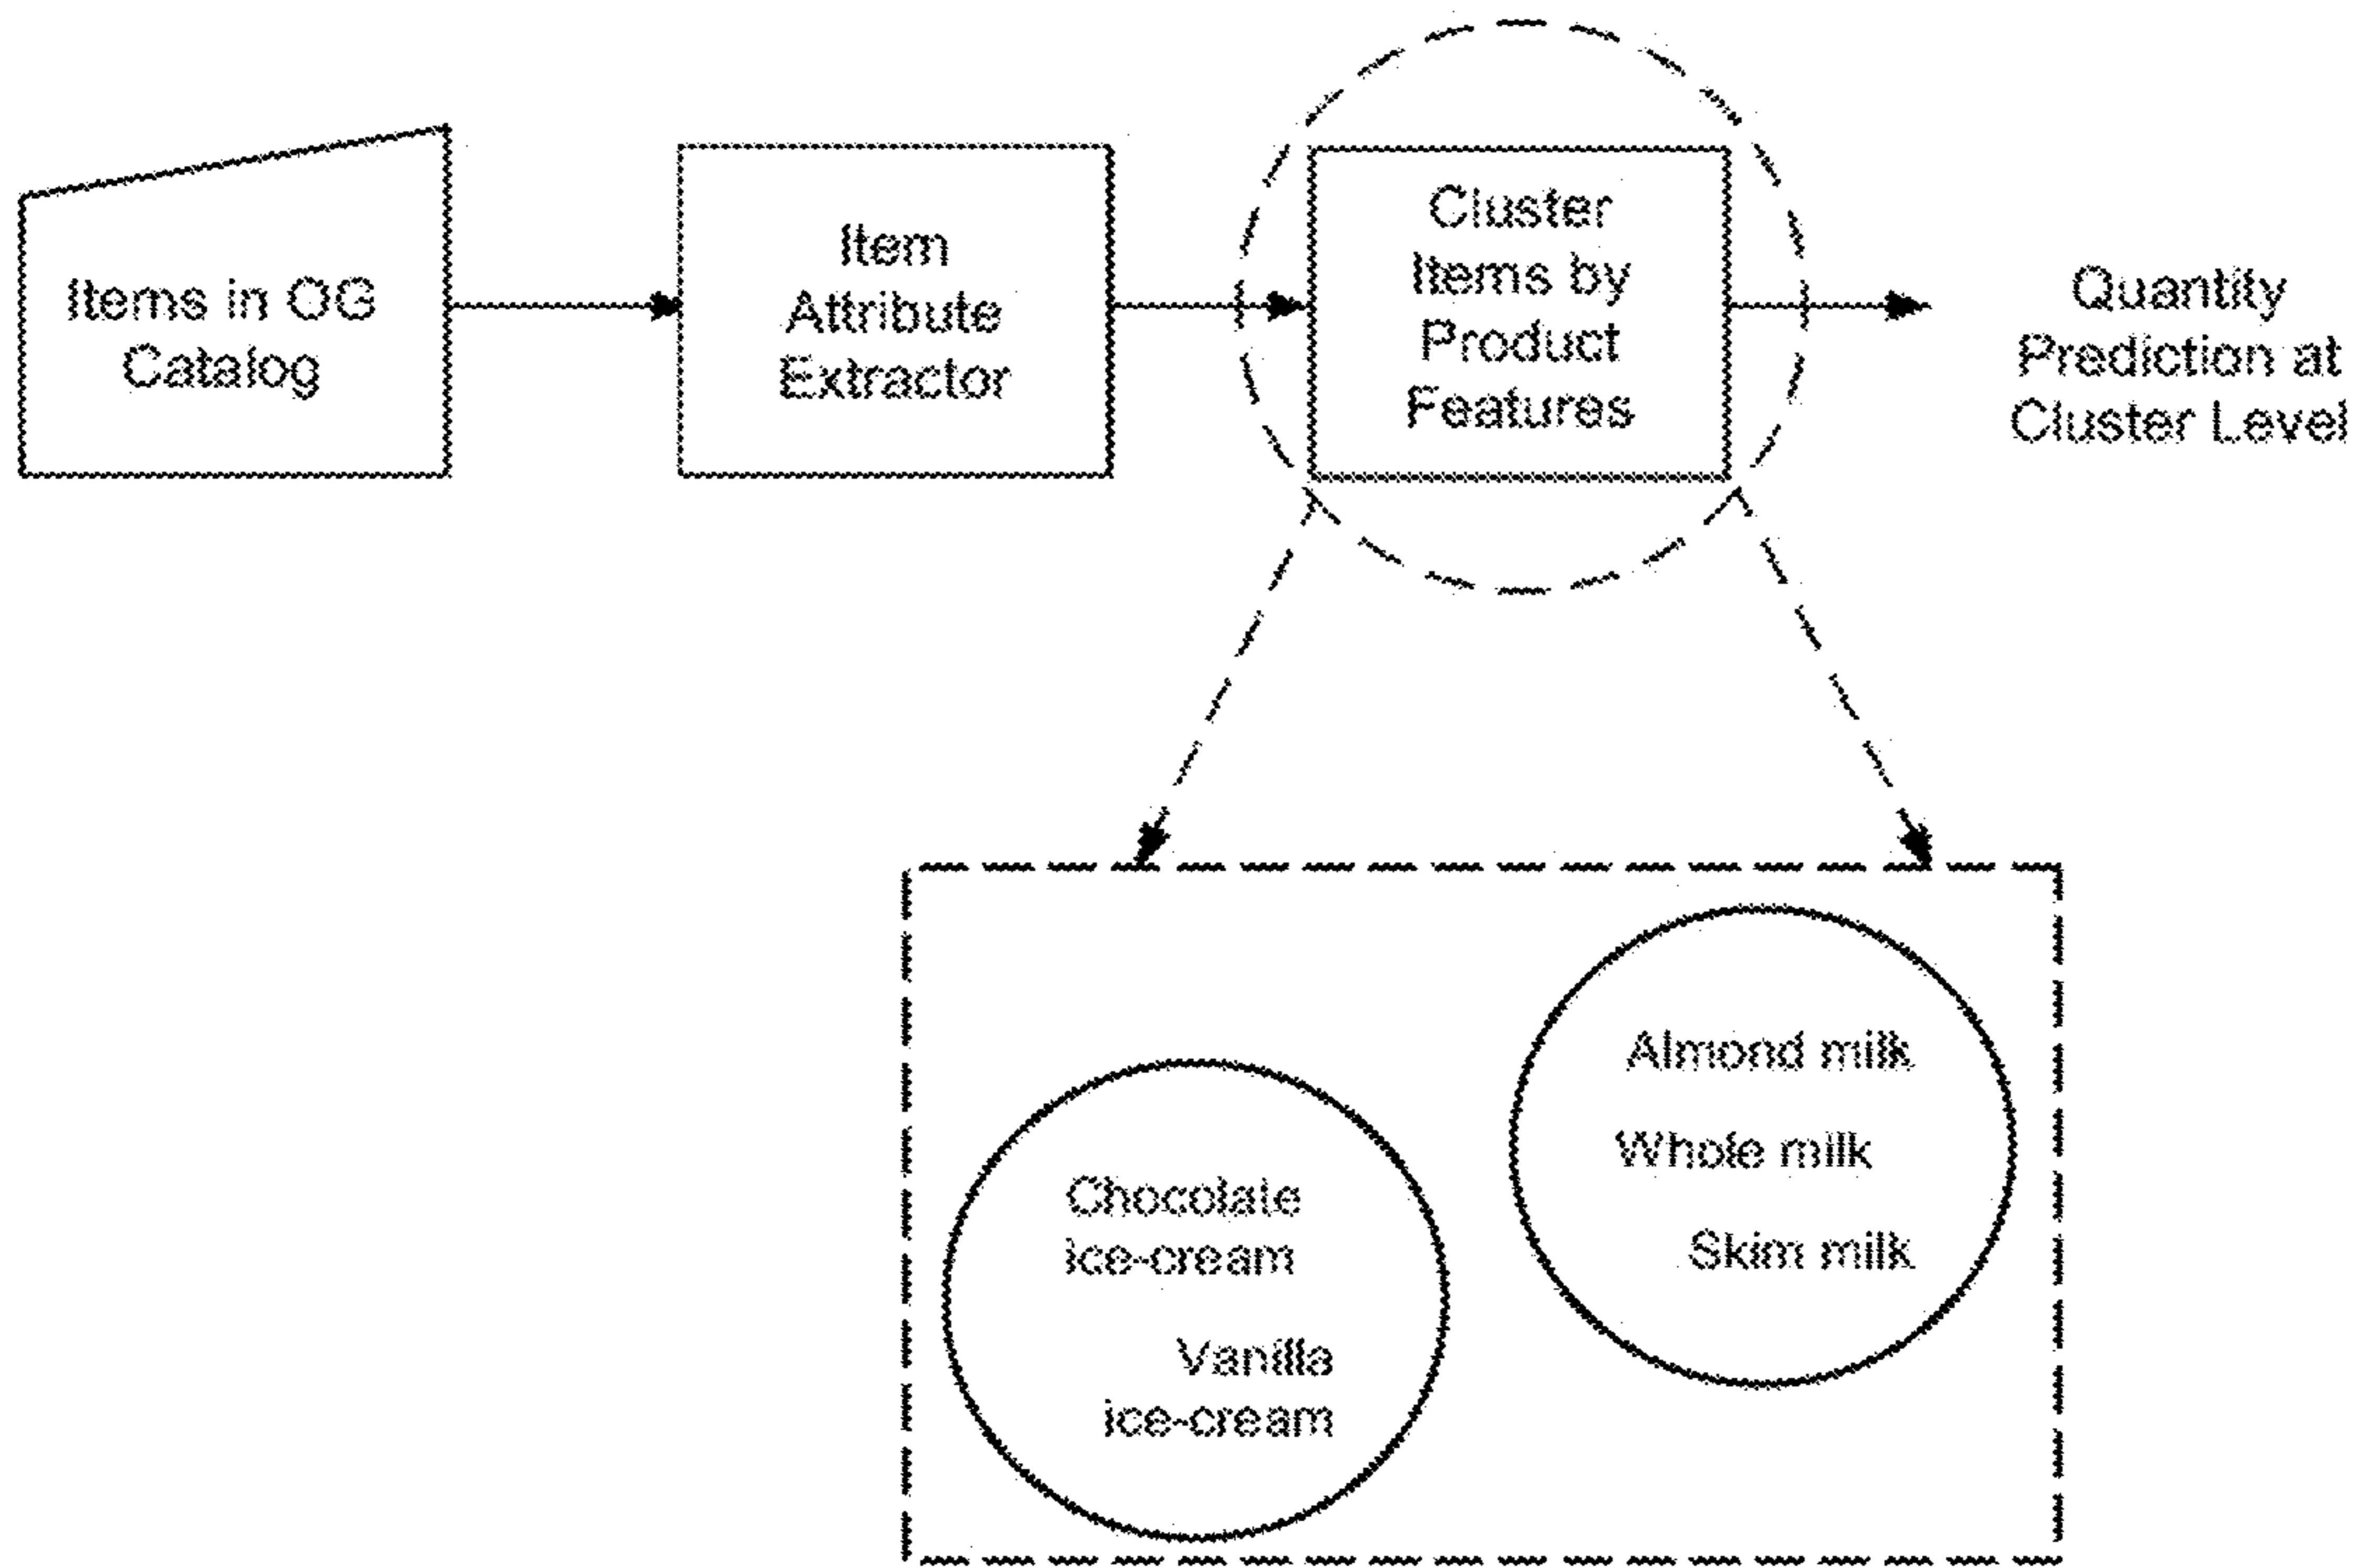 Items in OG
Catalog
Item
Attribute
Extractor
Cluster
Items by
Product
Features
Quantity
Prediction at
Cluster Level
Almond milk
Whole milk
Skim milk
Chocolate
ice-cream
Vanilla
ice-cream